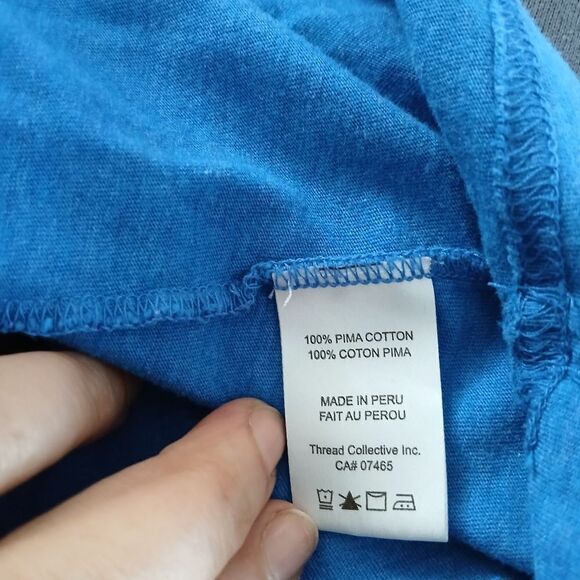 100% PIMA COTTON
100% COTON PIMA
MADE IN PERU
FAIT AU PEROU
Thread Collective Inc.
CA# 07465